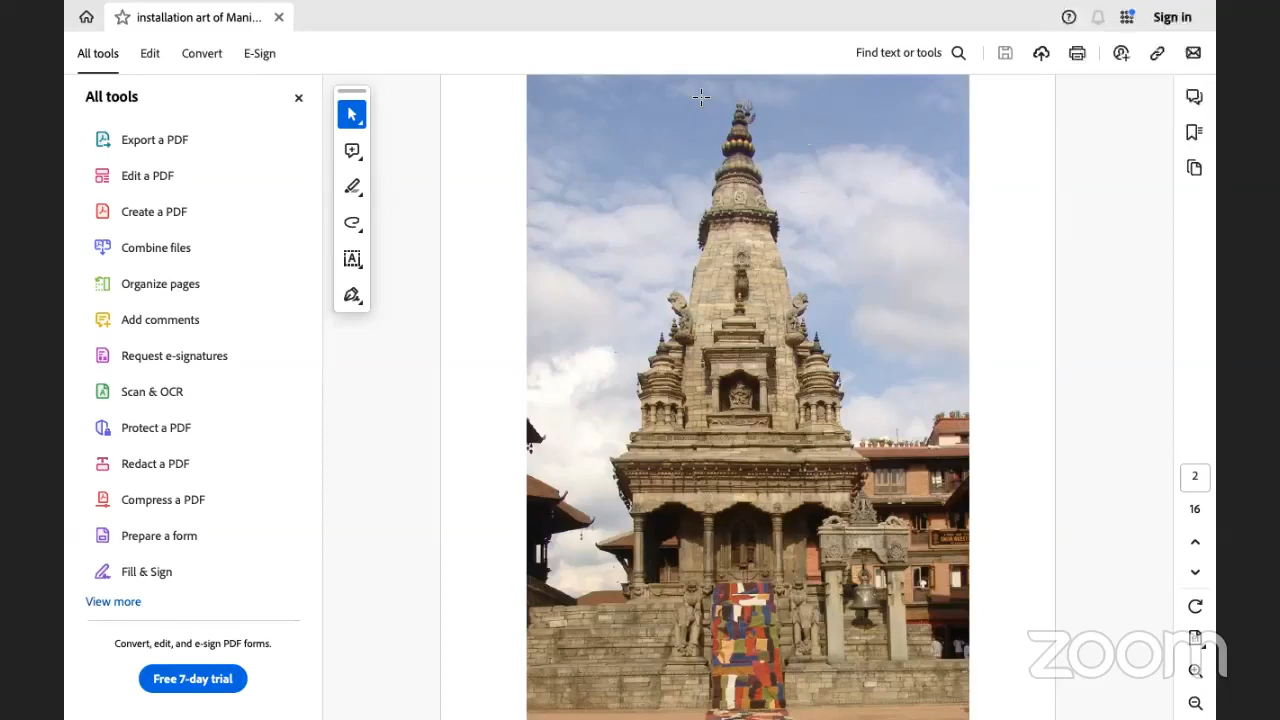 installation art of Mani...
Sign in
All tools
Edit
Convert
E-Sign
Find text or tools
All tools
Export a PDF
Edit a PDF
Create a PDF
Combine files
Organize pages
Add comments
Request e-signatures
Scan & OCR
Protect a PDF
Redact a PDF
Compress a PDF
Prepare a form
Fill & Sign
View more
Convert, edit, and e-sign PDF forms.
Free 7-day trial
2
16
zoom